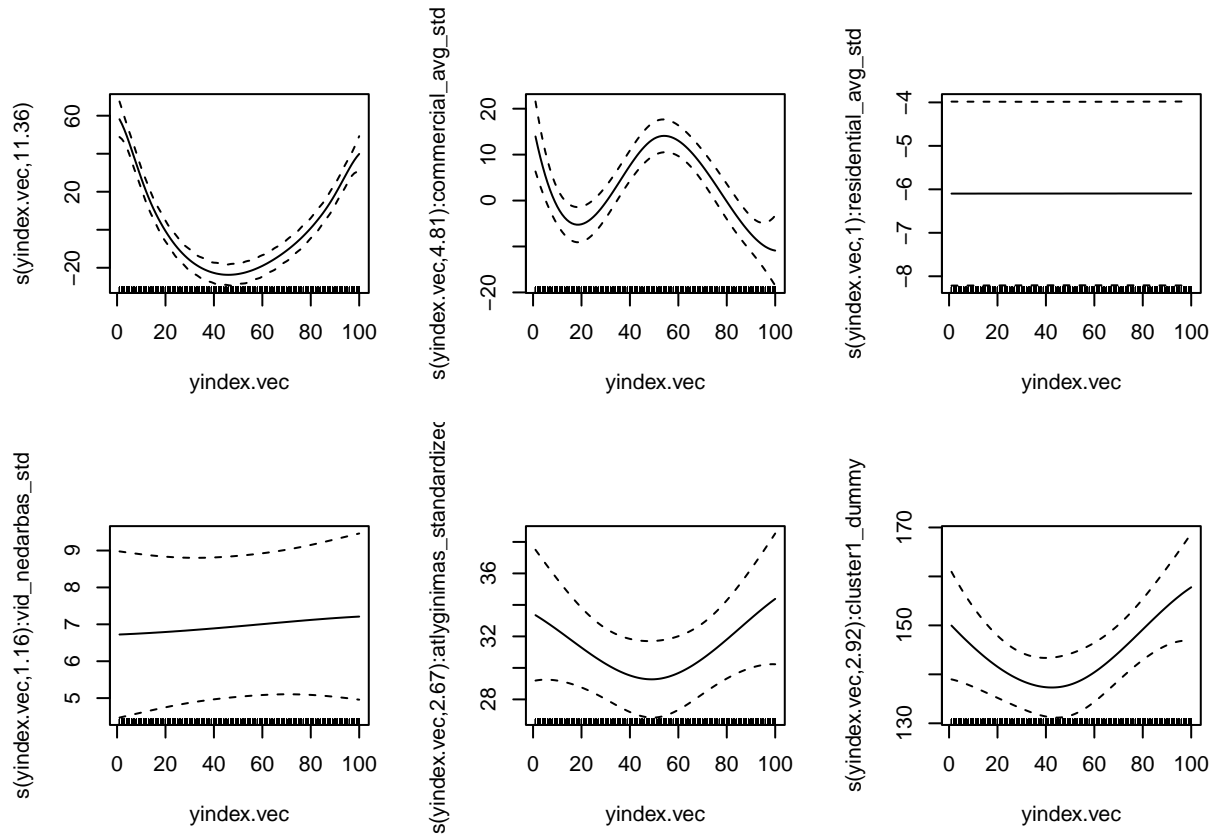 s(yindex.vec,11.36)
60
20
−20
0 20 40 60 80 100
yindex.vec
s(yindex.vec,4.81):commercial_avg_std
20
10
0
−20
0 20 40 60 80 100
yindex.vec
s(yindex.vec,1):residential_avg_std
−4
−5
−6
−7
−8
0 20 40 60 80 100
yindex.vec
s(yindex.vec,1.16):vid_nedarbas_std
9
8
7
6
5
0 20 40 60 80 100
yindex.vec
s(yindex.vec,2.67):atlyginimas_standardized
36
32
28
0 20 40 60 80 100
yindex.vec
s(yindex.vec,2.92):cluster1_dummy
170
150
130
0 20 40 60 80 100
yindex.vec